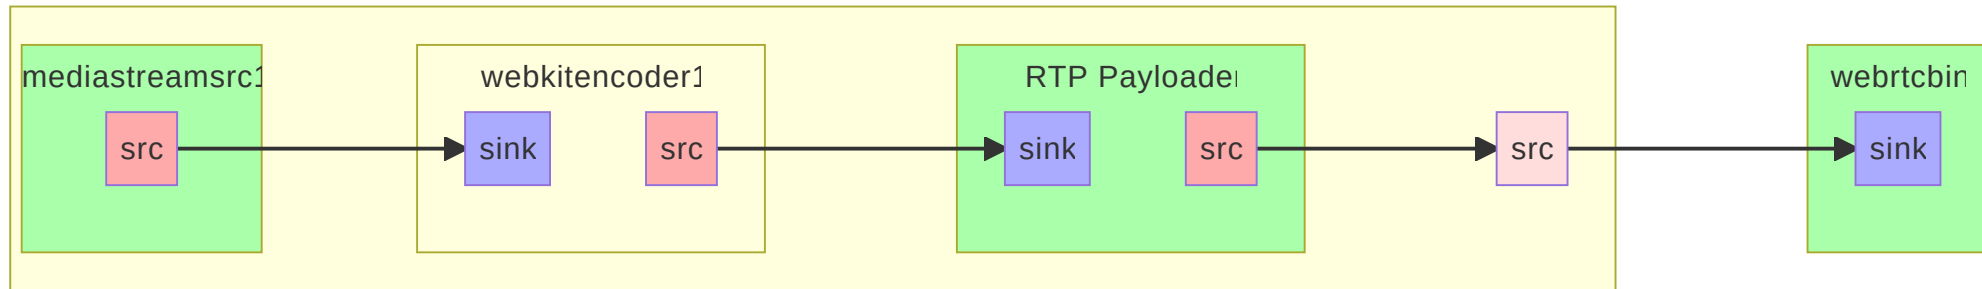 mediastreamsrc1
webkitencoder1
RTP Payloader
webrtcbin
src
sink
src
sink
src
src
sink